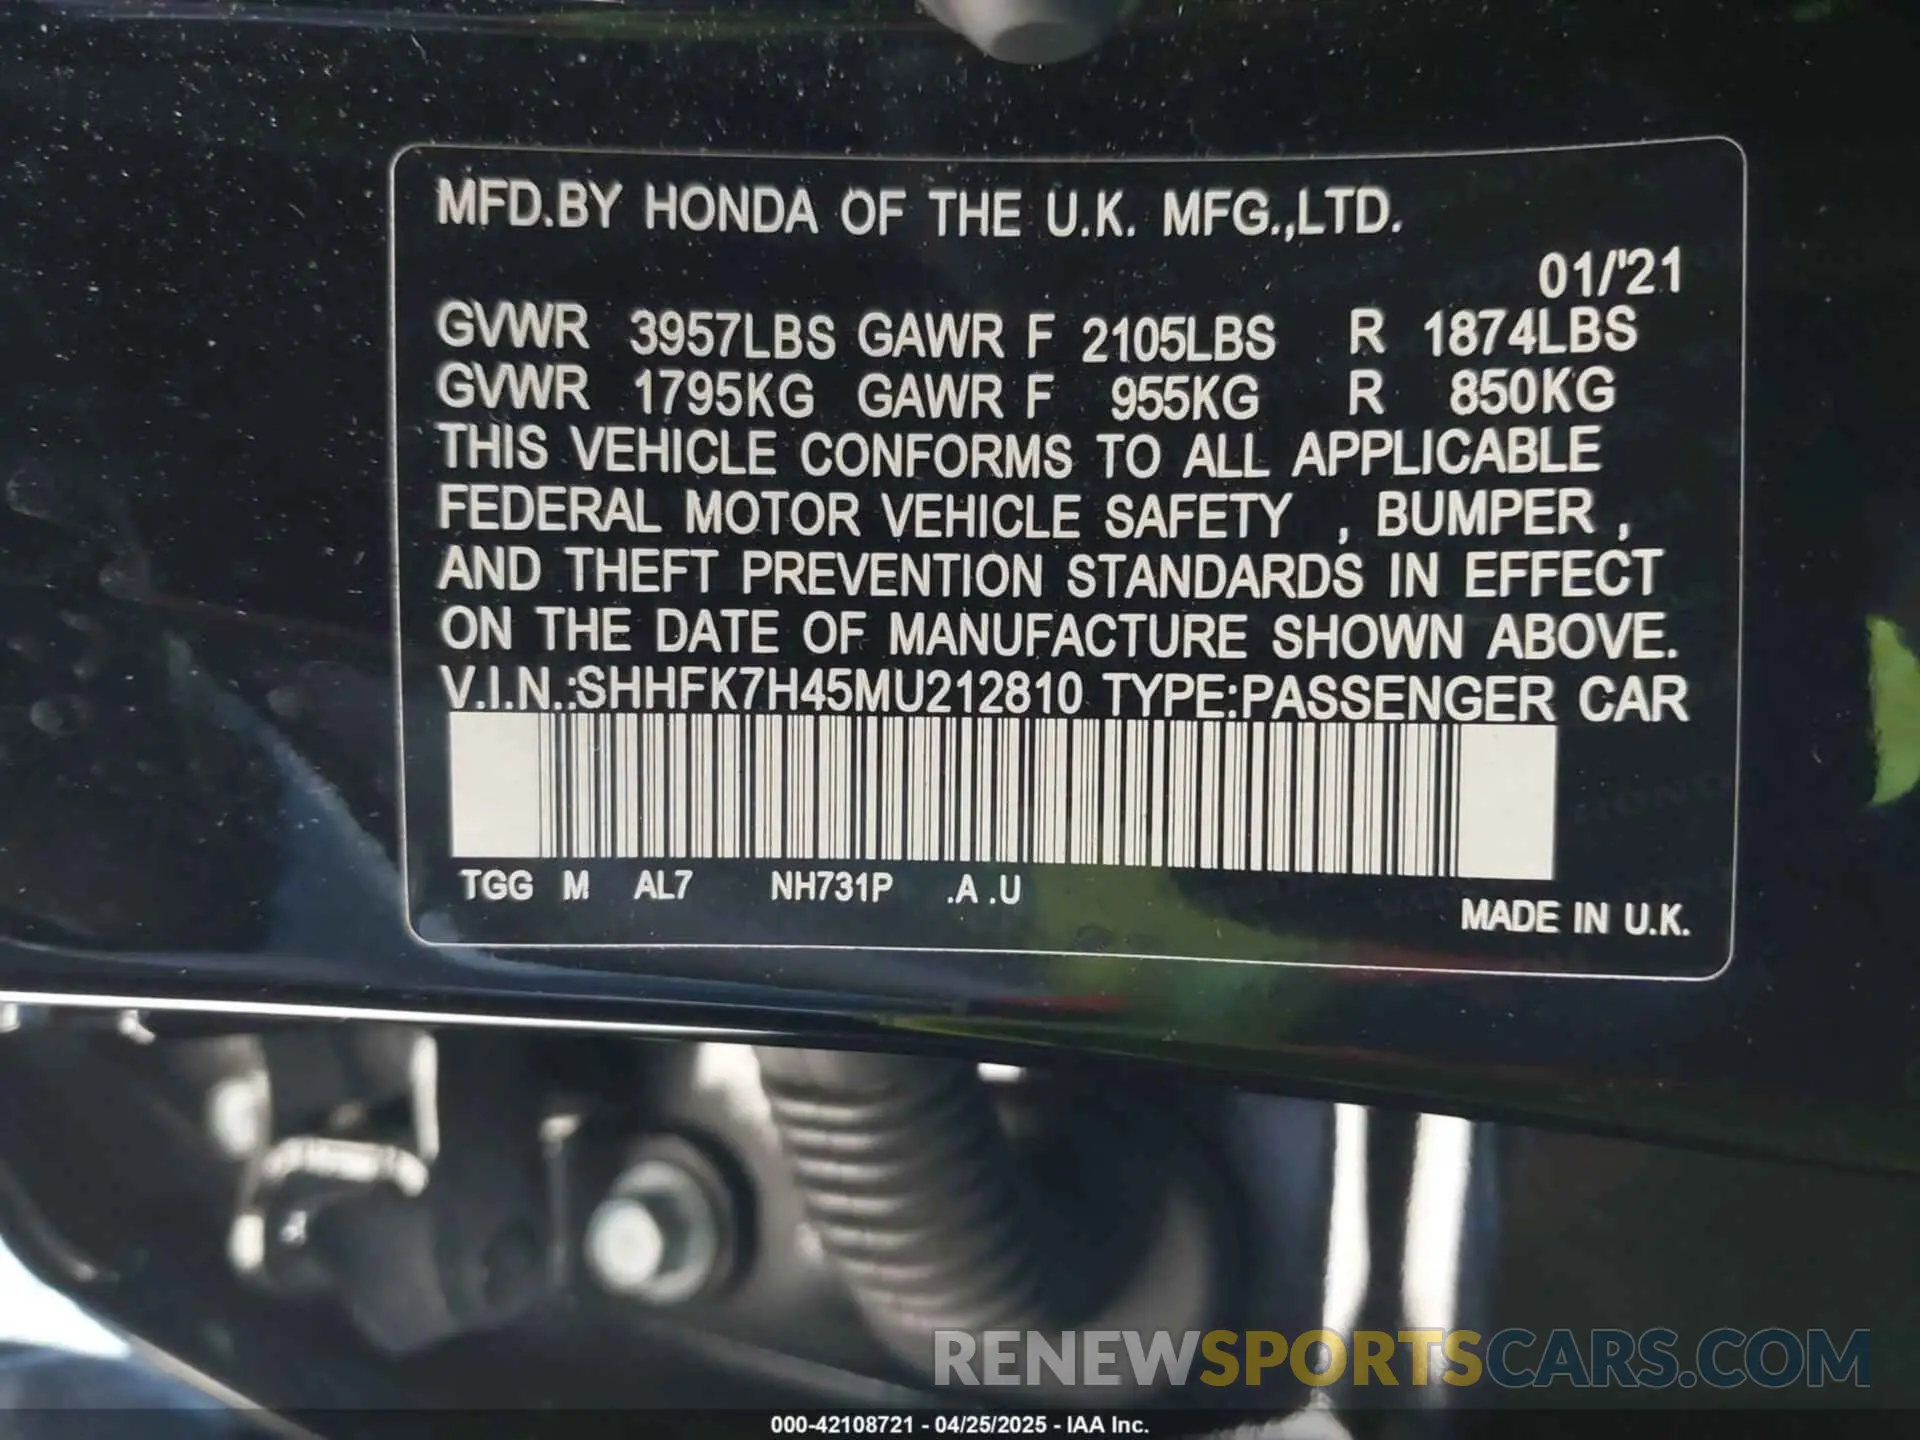 MFD.BY HONDA OF THE U.K. MFG.,LTD.
01/'21
GVWR 3957LBS GAWR F 2105LBS R 1874LBS
GVWR 1795KG GAWR F 955KG R 850KG
THIS VEHICLE CONFORMS TO ALL APPLICABLE
FEDERAL MOTOR VEHICLE SAFETY , BUMPER ,
AND THEFT PREVENTION STANDARDS IN EFFECT
ON THE DATE OF MANUFACTURE SHOWN ABOVE.
V.I.N.:SHHFK7H45MU212810 TYPE:PASSENGER CAR
TGG M AL7 NH731P .A .U
MADE IN U.K.
RENEWSPORTSCARS.COM
000-42108721 - 04/25/2025 - IAA Inc.